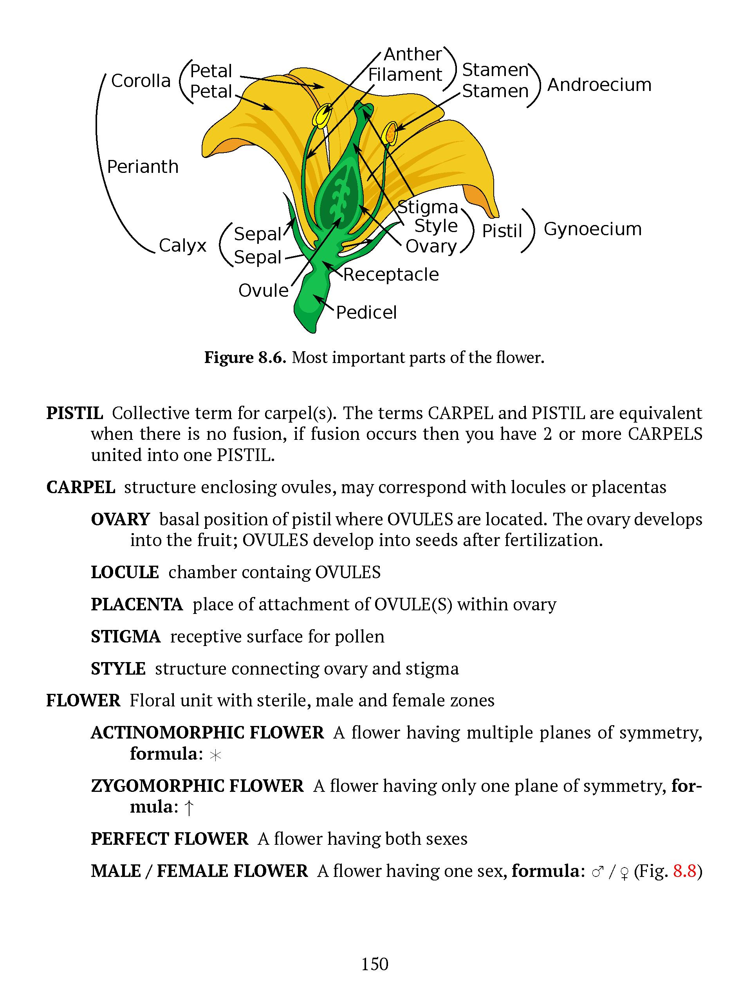 Anther
Filament
Stamen
Stamen
Androecium
Petal
Petal
Corolla
Perianth
Stigma
Style
Ovary
Pistil
Gynoecium
Sepal
Sepal
Calyx
Receptacle
Ovule
Pedicel
Figure 8.6. Most important parts of the flower.
PISTIL Collective term for carpel(s). The terms CARPEL and PISTIL are equivalent
when there is no fusion, if fusion occurs then you have 2 or more CARPELS
united into one PISTIL.
CARPEL structure enclosing ovules, may correspond with locules or placentas
OVARY basal position of pistil where OVULES are located. The ovary develops
into the fruit; OVULES develop into seeds after fertilization.
LOCULE chamber containg OVULES
PLACENTA place of attachment of OVULE(S) within ovary
STIGMA receptive surface for pollen
STYLE structure connecting ovary and stigma
FLOWER Floral unit with sterile, male and female zones
ACTINOMORPHIC FLOWER A flower having multiple planes of symmetry,
formula: ∗
ZYGOMORPHIC FLOWER A flower having only one plane of symmetry, for-
mula: ↑
PERFECT FLOWER A flower having both sexes
MALE / FEMALE FLOWER A flower having one sex, formula: ♂ / ♀ (Fig. 8.8)
150